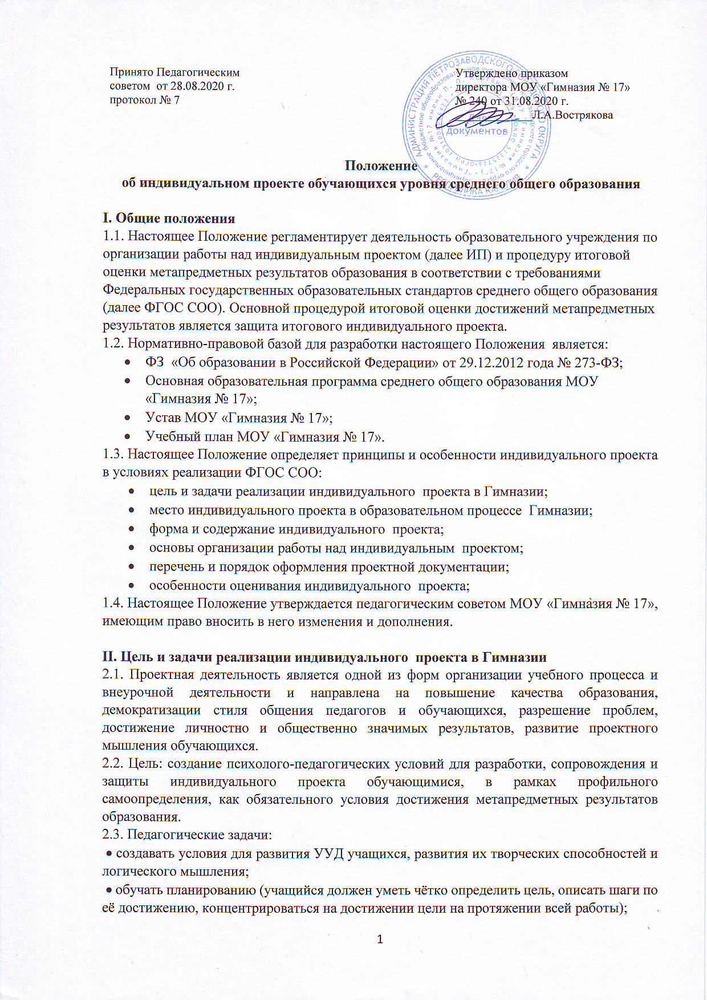 Принято Педагогическим
советом  от 28.08.2020 г.
протокол № 7
Утверждено приказом
директора МОУ «Гимназия № 17»
№ 240 от 31.08.2020 г.
Л.А.Вострякова
АДМИНИСТРАЦИЯ ПЕТРОЗАВОДСКОГО ГОРОДСКОГО ОКРУГА
РЕСПУБЛИКА КАРЕЛИЯ
Для
документов
Положение
об индивидуальном проекте обучающихся уровня среднего общего образования
I. Общие положения
1.1. Настоящее Положение регламентирует деятельность образовательного учреждения по
организации работы над индивидуальным проектом (далее ИП) и процедуру итоговой
оценки метапредметных результатов образования в соответствии с требованиями
Федеральных государственных образовательных стандартов среднего общего образования
(далее ФГОС СОО). Основной процедурой итоговой оценки достижений метапредметных
результатов является защита итогового индивидуального проекта.
1.2. Нормативно-правовой базой для разработки настоящего Положения  является:
• ФЗ  «Об образовании в Российской Федерации» от 29.12.2012 года № 273-ФЗ;
• Основная образовательная программа среднего общего образования МОУ
«Гимназия № 17»;
• Устав МОУ «Гимназия № 17»;
• Учебный план МОУ «Гимназия № 17».
1.3. Настоящее Положение определяет принципы и особенности индивидуального проекта
в условиях реализации ФГОС СОО:
• цель и задачи реализации индивидуального  проекта в Гимназии;
• место индивидуального проекта в образовательном процессе  Гимназии;
• форма и содержание индивидуального  проекта;
• основы организации работы над индивидуальным  проектом;
• перечень и порядок оформления проектной документации;
• особенности оценивания индивидуального  проекта;
1.4. Настоящее Положение утверждается педагогическим советом МОУ «Гимназия № 17»,
имеющим право вносить в него изменения и дополнения.
II. Цель и задачи реализации индивидуального  проекта в Гимназии
2.1. Проектная деятельность является одной из форм организации учебного процесса и
внеурочной деятельности и направлена на повышение качества образования,
демократизации стиля общения педагогов и обучающихся, разрешение проблем,
достижение личностно и общественно значимых результатов, развитие проектного
мышления обучающихся.
2.2. Цель: создание психолого-педагогических условий для разработки, сопровождения и
защиты индивидуального проекта обучающимися, в рамках профильного
самоопределения, как обязательного условия достижения метапредметных результатов
образования.
2.3. Педагогические задачи:
• создавать условия для развития УУД учащихся, развития их творческих способностей и
логического мышления;
• обучать планированию (учащийся должен уметь чётко определить цель, описать шаги по
её достижению, концентрироваться на достижении цели на протяжении всей работы);
1